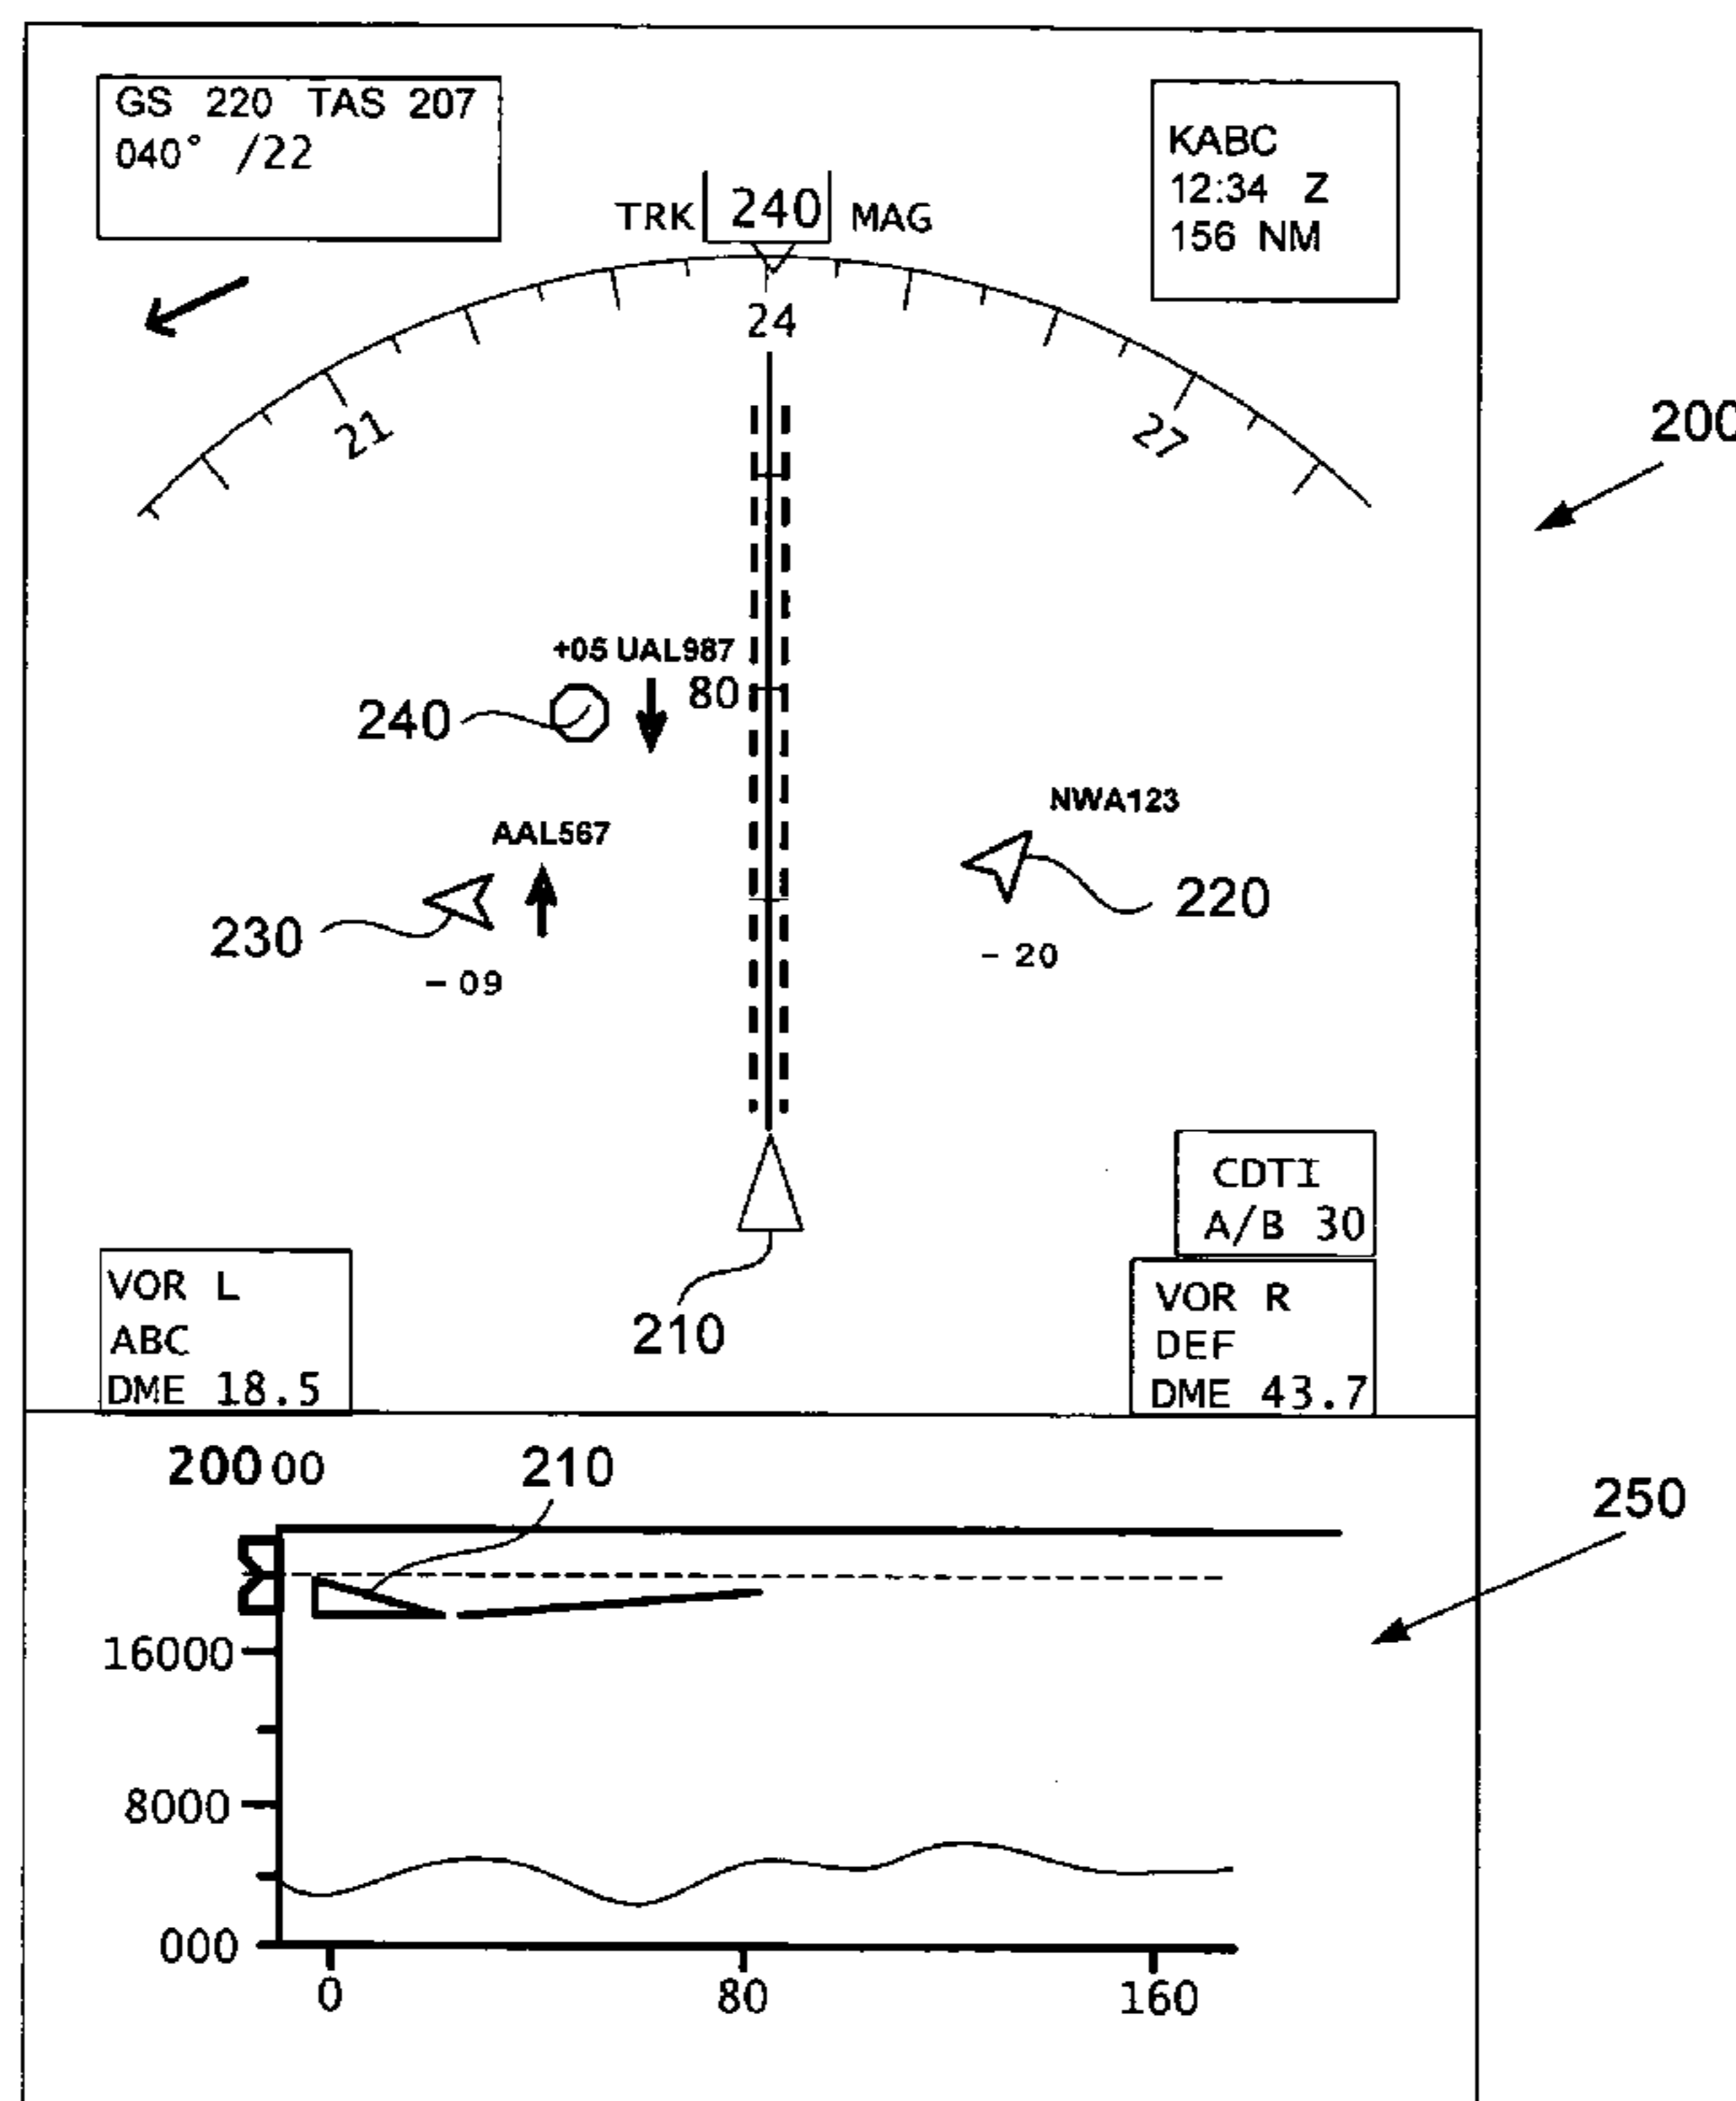 GS 220 TAS 207
040° /22
KABC
12:34 Z
156 NM
TRK 240 MAG
24
21
27
200
+05 UAL987
80
240
AAL567
NWA123
230
220
- 09
- 20
CDTI
A/B 30
VOR L
ABC
DME 18.5
210
VOR R
DEF
DME 43.7
20000
210
250
16000
8000
000
0
80
160